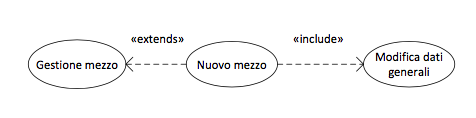 «extends» «include»
Gestione mezzo Nuovo mezzo Modifica dati
generali